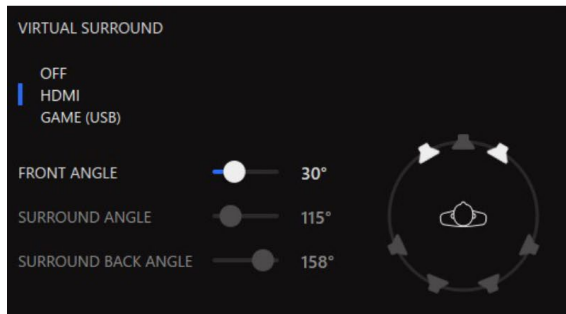 VIRTUAL SURROUND
OFF
HDMI
GAME (USB)
FRONT ANGLE 30°
SURROUND ANGLE 115°
SURROUND BACK ANGLE 158°